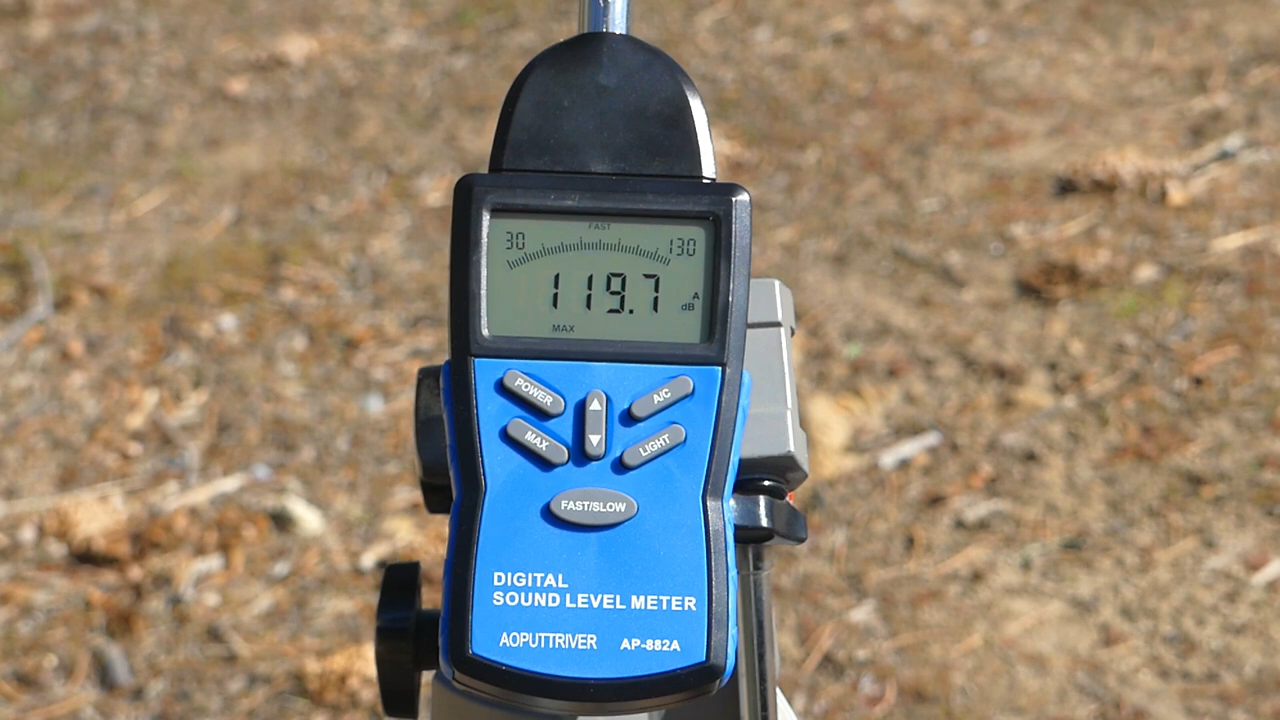 FAST
30 130
119.7 A dB
MAX
POWER ▲ A/C
MAX ▼ LIGHT
FAST/SLOW
DIGITAL
SOUND LEVEL METER
AOPUTTRIVER AP-882A